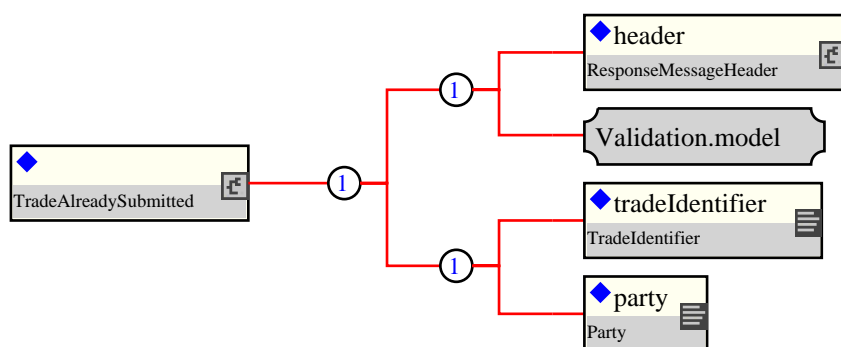 header
ResponseMessageHeader
1
Validation.model
TradeAlreadySubmitted
1
tradeIdentifier
TradeIdentifier
1
party
Party